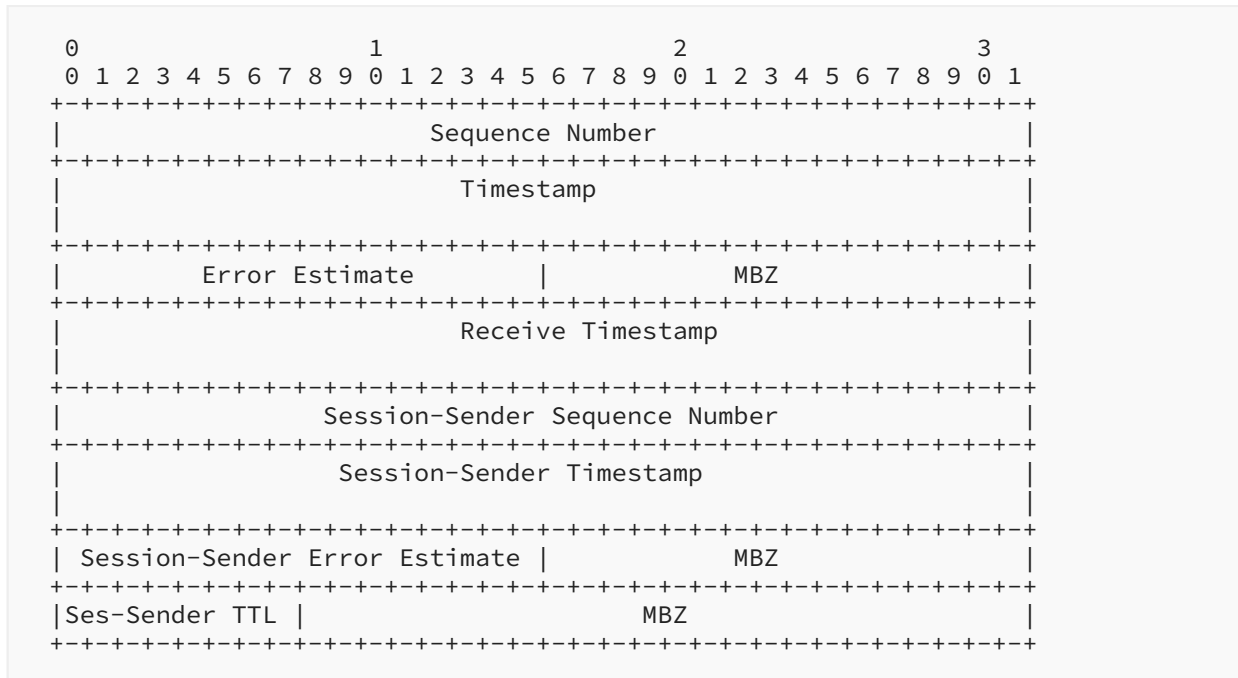 0                   1                   2                   3
 0 1 2 3 4 5 6 7 8 9 0 1 2 3 4 5 6 7 8 9 0 1 2 3 4 5 6 7 8 9 0 1
+-+-+-+-+-+-+-+-+-+-+-+-+-+-+-+-+-+-+-+-+-+-+-+-+-+-+-+-+-+-+-+-+
|                        Sequence Number                        |
+-+-+-+-+-+-+-+-+-+-+-+-+-+-+-+-+-+-+-+-+-+-+-+-+-+-+-+-+-+-+-+-+
|                          Timestamp                            |
|                                                               |
+-+-+-+-+-+-+-+-+-+-+-+-+-+-+-+-+-+-+-+-+-+-+-+-+-+-+-+-+-+-+-+-+
|         Error Estimate        |            MBZ                |
+-+-+-+-+-+-+-+-+-+-+-+-+-+-+-+-+-+-+-+-+-+-+-+-+-+-+-+-+-+-+-+-+
|                          Receive Timestamp                    |
|                                                               |
+-+-+-+-+-+-+-+-+-+-+-+-+-+-+-+-+-+-+-+-+-+-+-+-+-+-+-+-+-+-+-+-+
|                 Session-Sender Sequence Number                |
+-+-+-+-+-+-+-+-+-+-+-+-+-+-+-+-+-+-+-+-+-+-+-+-+-+-+-+-+-+-+-+-+
|                  Session-Sender Timestamp                     |
|                                                               |
+-+-+-+-+-+-+-+-+-+-+-+-+-+-+-+-+-+-+-+-+-+-+-+-+-+-+-+-+-+-+-+-+
| Session-Sender Error Estimate |            MBZ                |
+-+-+-+-+-+-+-+-+-+-+-+-+-+-+-+-+-+-+-+-+-+-+-+-+-+-+-+-+-+-+-+-+
|Ses-Sender TTL |                      MBZ                      |
+-+-+-+-+-+-+-+-+-+-+-+-+-+-+-+-+-+-+-+-+-+-+-+-+-+-+-+-+-+-+-+-+